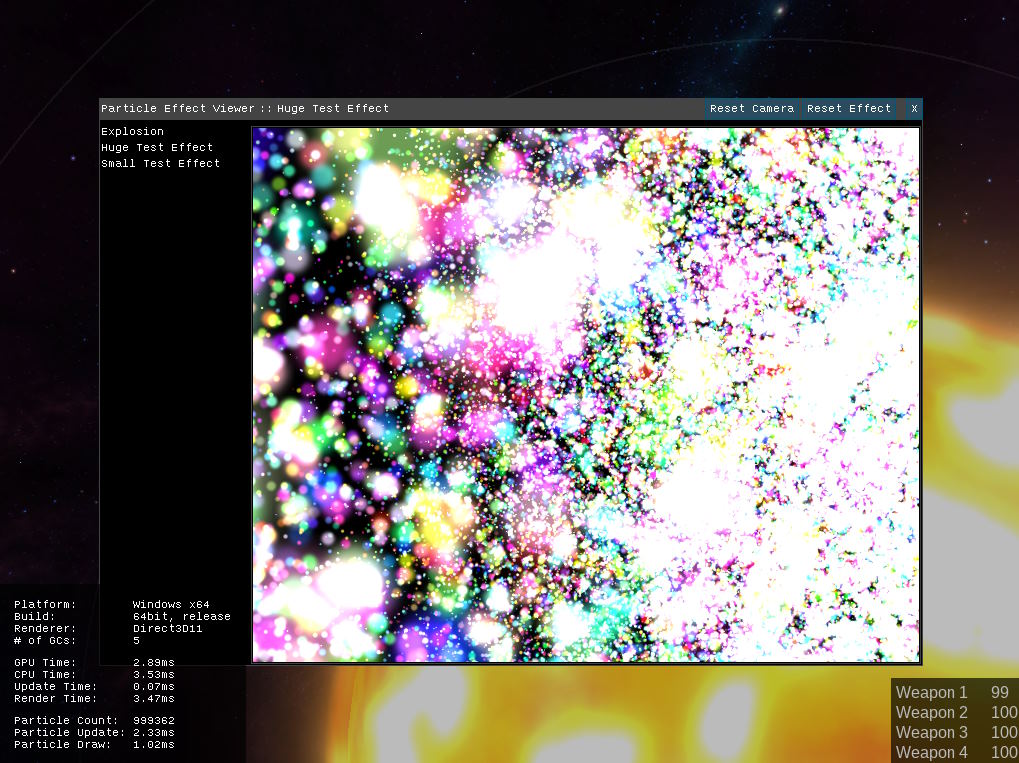 Particle Effect Viewer :: Huge Test Effect Reset Camera Reset Effect X
Explosion
Huge Test Effect
Small Test Effect
Platform: Windows x64
Build: 64bit, release
Renderer: Direct3D11
# of GCs: 5
GPU Time: 2.89ms
CPU Time: 3.53ms
Update Time: 0.07ms
Render Time: 3.47ms
Particle Count: 999362
Particle Update: 2.33ms
Particle Draw: 1.02ms
Weapon 1 99
Weapon 2 100
Weapon 3 100
Weapon 4 100